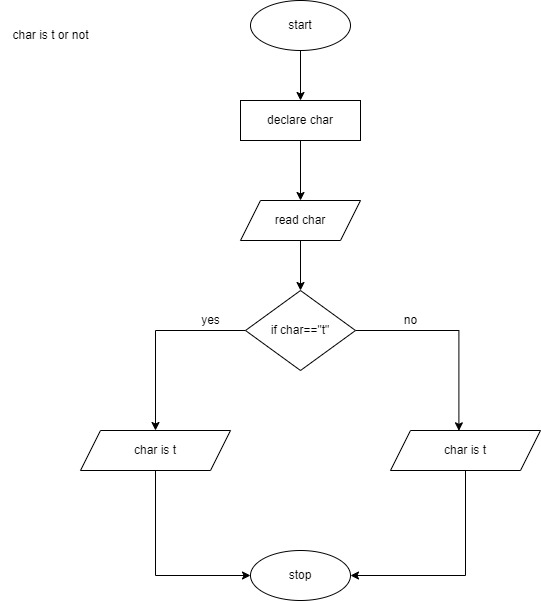 start
char is t or not
declare char
read char
if char=="t"
yes
no
char is t
char is t
stop